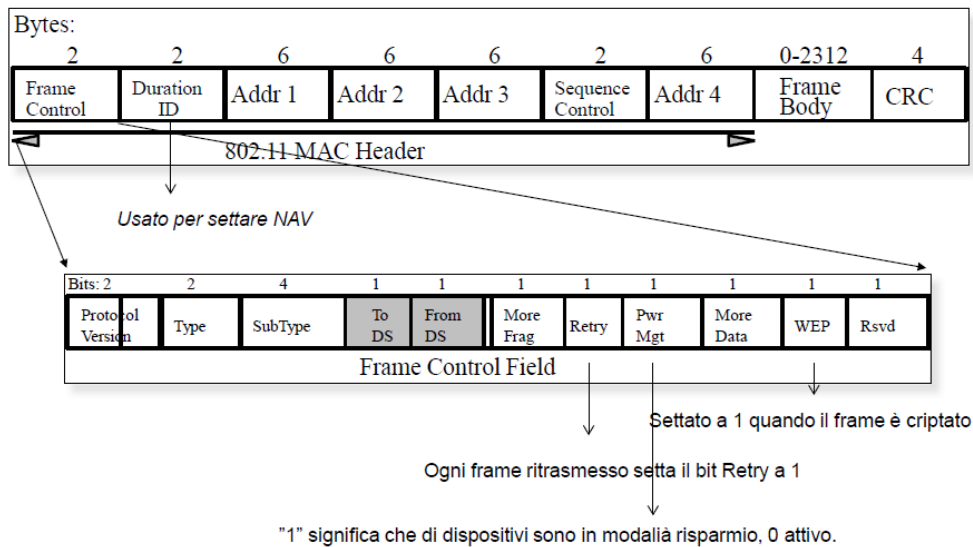 Bytes:
2 2 6 6 6 2 6 0-2312 4
Frame Control
Duration ID
Addr 1
Addr 2
Addr 3
Sequence Control
Addr 4
Frame Body
CRC
802.11 MAC Header
Usato per settare NAV
Bits: 2 2 4 1 1 1 1 1 1 1 1
Protocol Version
Type
SubType
To DS
From DS
More Frag
Retry
Pwr Mgt
More Data
WEP
Rsvd
Frame Control Field
Settato a 1 quando il frame è criptato
Ogni frame ritrasmesso setta il bit Retry a 1
"1" significa che di dispositivi sono in modalià risparmio, 0 attivo.